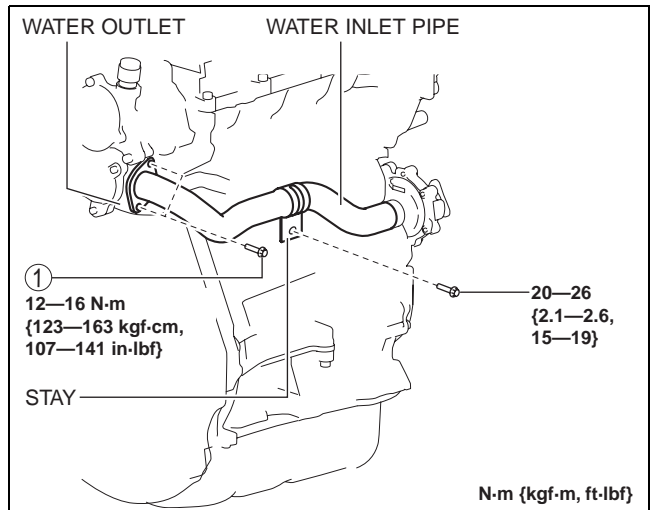 WATER OUTLET
WATER INLET PIPE
1
12—16 N·m
{123—163 kgf·cm,
107—141 in·lbf}
20—26
{2.1—2.6,
15—19}
STAY
N·m {kgf·m, ft·lbf}